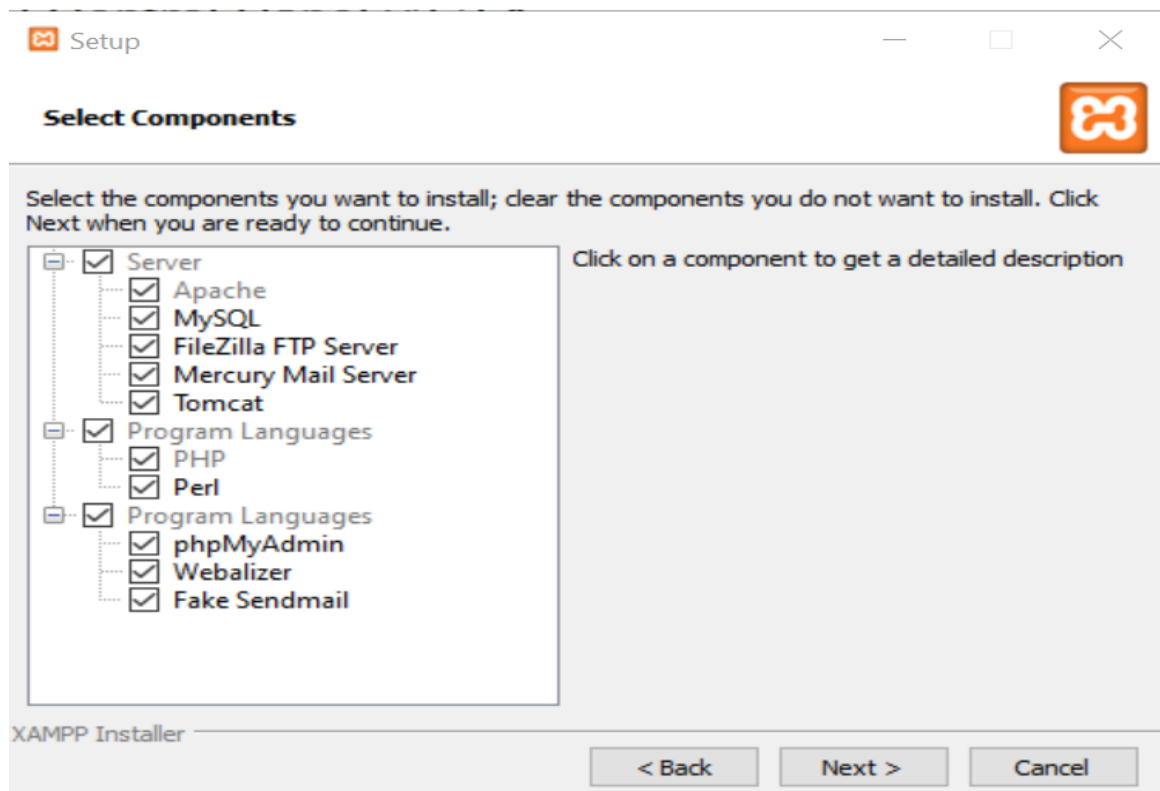 Setup
Select Components
Select the components you want to install; clear the components you do not want to install. Click
Next when you are ready to continue.
Server
Apache
MySQL
FileZilla FTP Server
Mercury Mail Server
Tomcat
Program Languages
PHP
Perl
Program Languages
phpMyAdmin
Webalizer
Fake Sendmail
Click on a component to get a detailed description
XAMPP Installer
< Back
Next >
Cancel